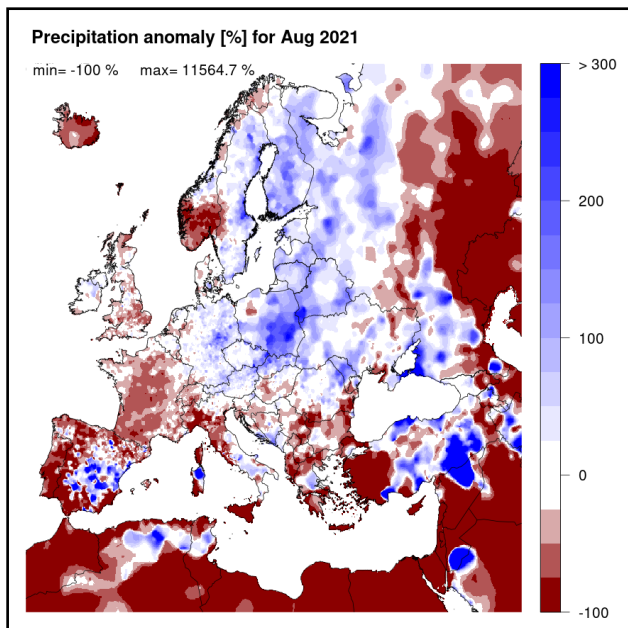 Precipitation anomaly [%] for Aug 2021
min= -100 % max= 11564.7 %
> 300
200
100
0
-100